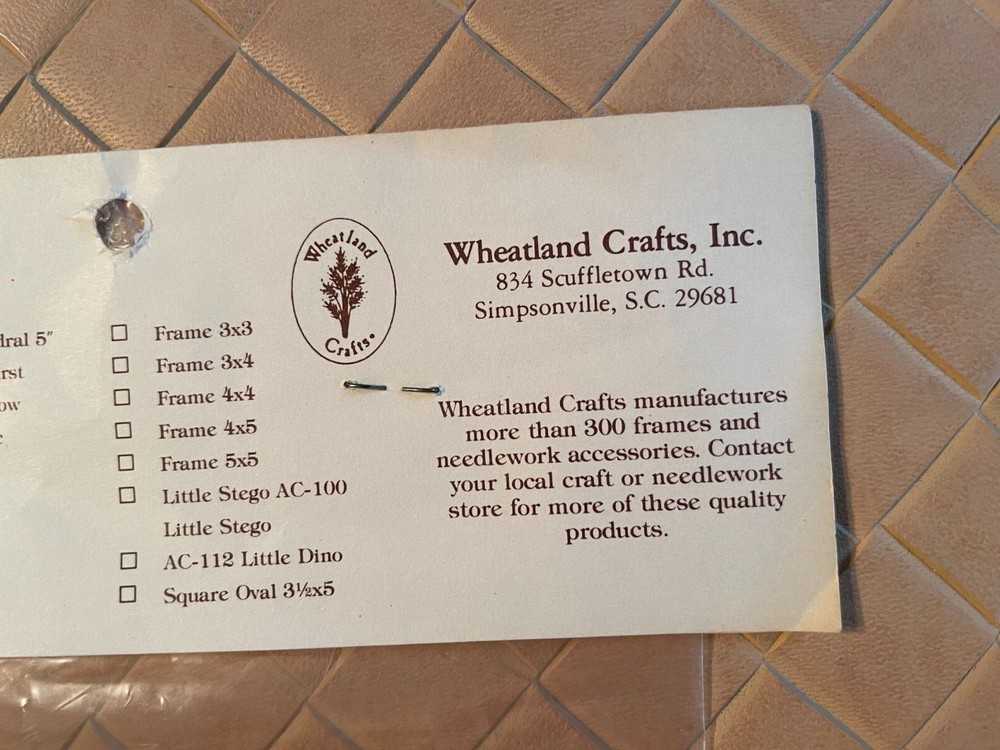 dral 5″
rst
ow
c
☐ Frame 3x3
☐ Frame 3x4
☐ Frame 4x4
☐ Frame 4x5
☐ Frame 5x5
☐ Little Stego AC-100
Little Stego
☐ AC-112 Little Dino
☐ Square Oval 3½x5
Wheatland
Crafts
Wheatland Crafts, Inc.
834 Scuffletown Rd.
Simpsonville, S.C. 29681
Wheatland Crafts manufactures
more than 300 frames and
needlework accessories. Contact
your local craft or needlework
store for more of these quality
products.